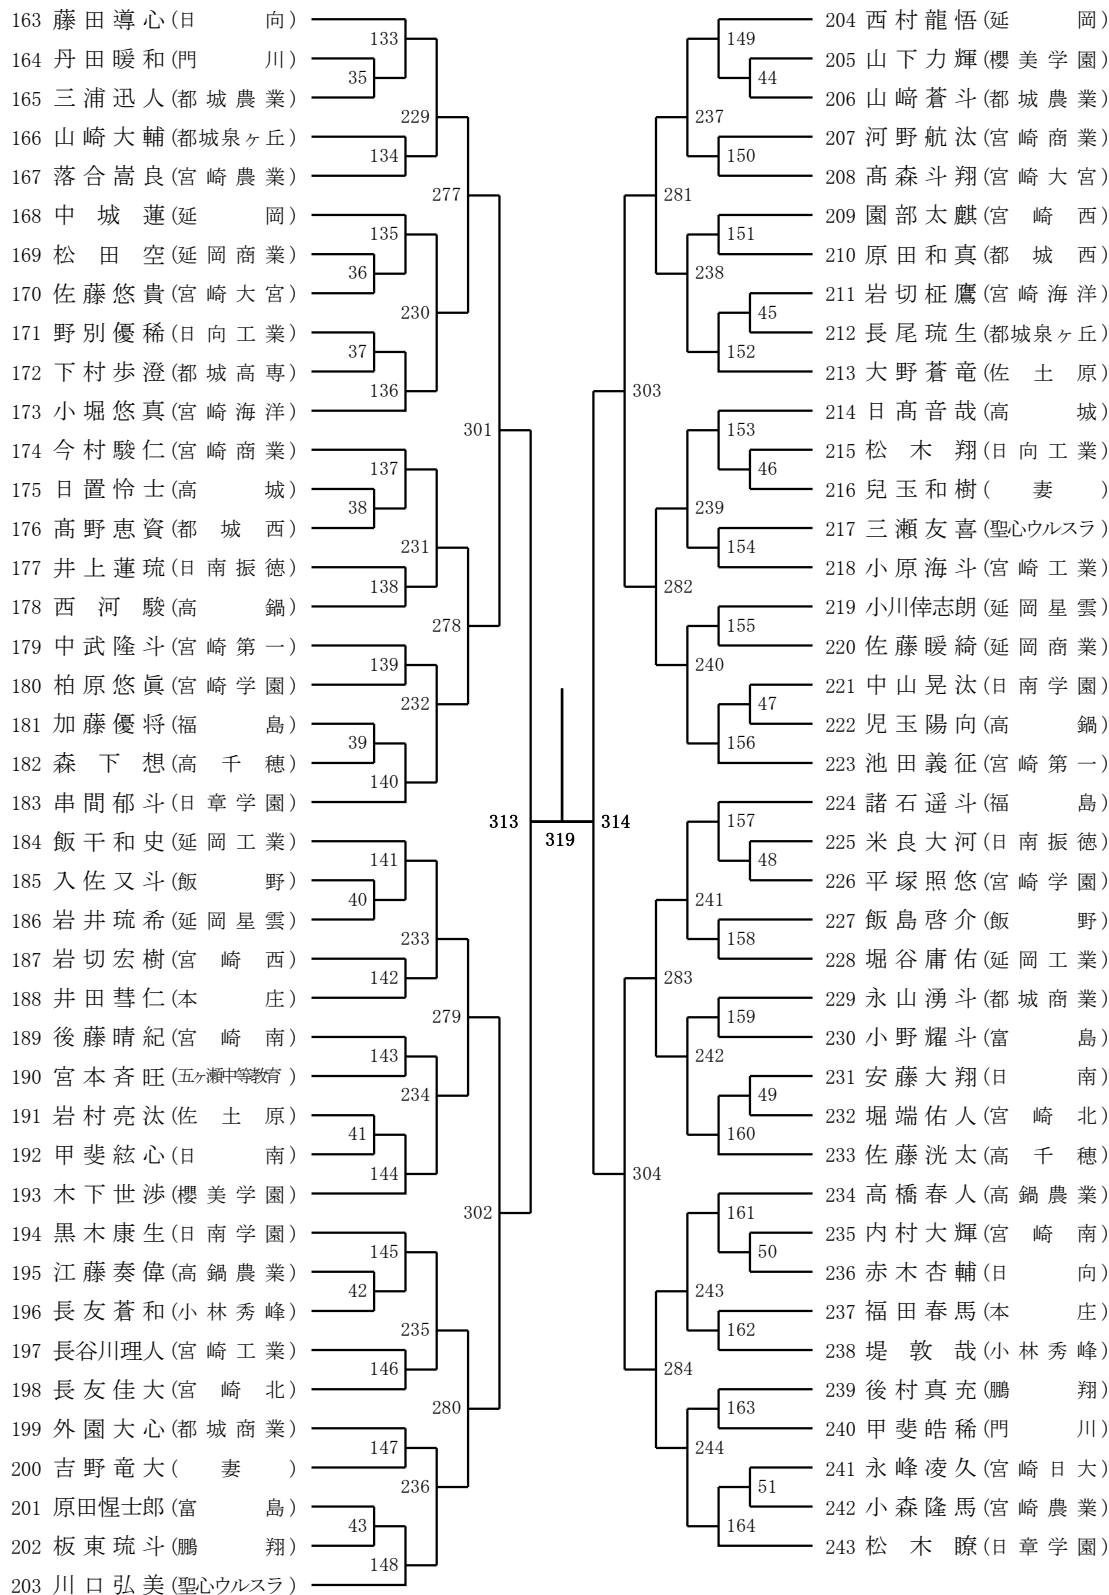 163 藤田導心(日向)
164 丹田暖和(門川)
165 三浦迅人(都城農業)
166 山崎大輔(都城泉ヶ丘)
167 落合嵩良(宮崎農業)
168 中城蓮(延岡)
169 松田空(延岡商業)
170 佐藤悠貴(宮崎大宮)
171 野別優稀(日向工業)
172 下村歩澄(都城高専)
173 小堀悠真(宮崎海洋)
174 今村駿仁(宮崎商業)
175 日置怜士(高城)
176 髙野恵資(都城西)
177 井上蓮琉(日南振徳)
178 西河駿(高鍋)
179 中武隆斗(宮崎第一)
180 柏原悠眞(宮崎学園)
181 加藤優将(福島)
182 森下想(高千穂)
183 串間郁斗(日章学園)
184 飯干和史(延岡工業)
185 入佐又斗(飯野)
186 岩井琉希(延岡星雲)
187 岩切宏樹(宮崎西)
188 井田彗仁(本庄)
189 後藤晴紀(宮崎南)
190 宮本斉旺(五ヶ瀬中等教育)
191 岩村亮汰(佐土原)
192 甲斐絃心(日南)
193 木下世渉(櫻美学園)
194 黒木康生(日南学園)
195 江藤奏偉(高鍋農業)
196 長友蒼和(小林秀峰)
197 長谷川理人(宮崎工業)
198 長友佳大(宮崎北)
199 外園大心(都城商業)
200 吉野竜大(妻)
201 原田惺士郎(富島)
202 板東琉斗(鵬翔)
203 川口弘美(聖心ウルスラ)
133
35
229
134
277
135
36
230
37
136
301
137
38
231
138
278
139
232
39
140
313
141
40
233
142
279
143
234
41
144
302
145
42
235
146
280
147
236
43
148
319
314
149
44
237
150
281
151
238
45
152
303
153
46
239
154
282
155
240
47
156
157
48
241
158
283
159
242
49
160
304
161
50
243
162
284
163
244
51
164
204 西村龍悟(延岡)
205 山下力輝(櫻美学園)
206 山﨑蒼斗(都城農業)
207 河野航汰(宮崎商業)
208 髙森斗翔(宮崎大宮)
209 園部太麒(宮崎西)
210 原田和真(都城西)
211 岩切柾鷹(宮崎海洋)
212 長尾琉生(都城泉ヶ丘)
213 大野蒼竜(佐土原)
214 日髙音哉(高城)
215 松木翔(日向工業)
216 兒玉和樹(妻)
217 三瀬友喜(聖心ウルスラ)
218 小原海斗(宮崎工業)
219 小川倖志朗(延岡星雲)
220 佐藤暖綺(延岡商業)
221 中山晃汰(日南学園)
222 児玉陽向(高鍋)
223 池田義征(宮崎第一)
224 諸石遥斗(福島)
225 米良大河(日南振徳)
226 平塚照悠(宮崎学園)
227 飯島啓介(飯野)
228 堀谷庸佑(延岡工業)
229 永山湧斗(都城商業)
230 小野耀斗(富島)
231 安藤大翔(日南)
232 堀端佑人(宮崎北)
233 佐藤洸太(高千穂)
234 高橋春人(高鍋農業)
235 内村大輝(宮崎南)
236 赤木杏輔(日向)
237 福田春馬(本庄)
238 堤敦哉(小林秀峰)
239 後村真充(鵬翔)
240 甲斐皓稀(門川)
241 永峰凌久(宮崎日大)
242 小森隆馬(宮崎農業)
243 松木瞭(日章学園)